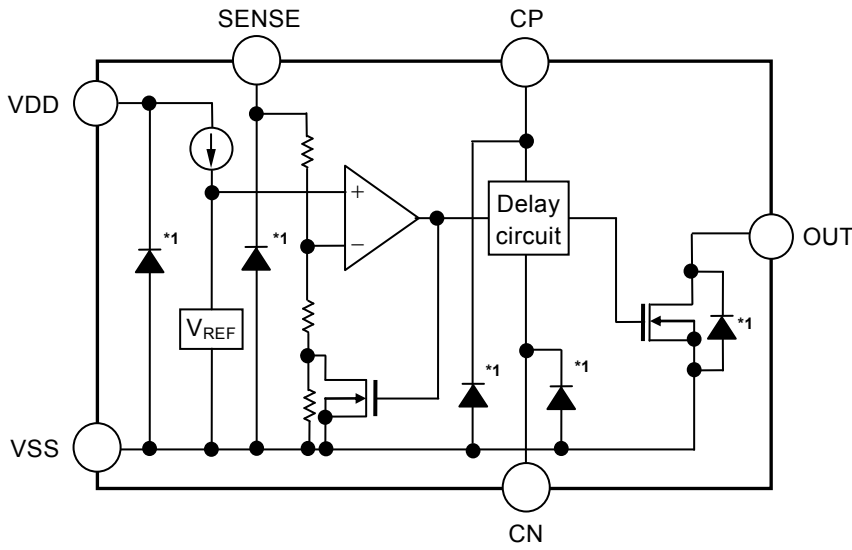 SENSE
CP
VDD
*1
*1
+
−
Delay
circuit
OUT
VREF
*1
*1
*1
VSS
CN